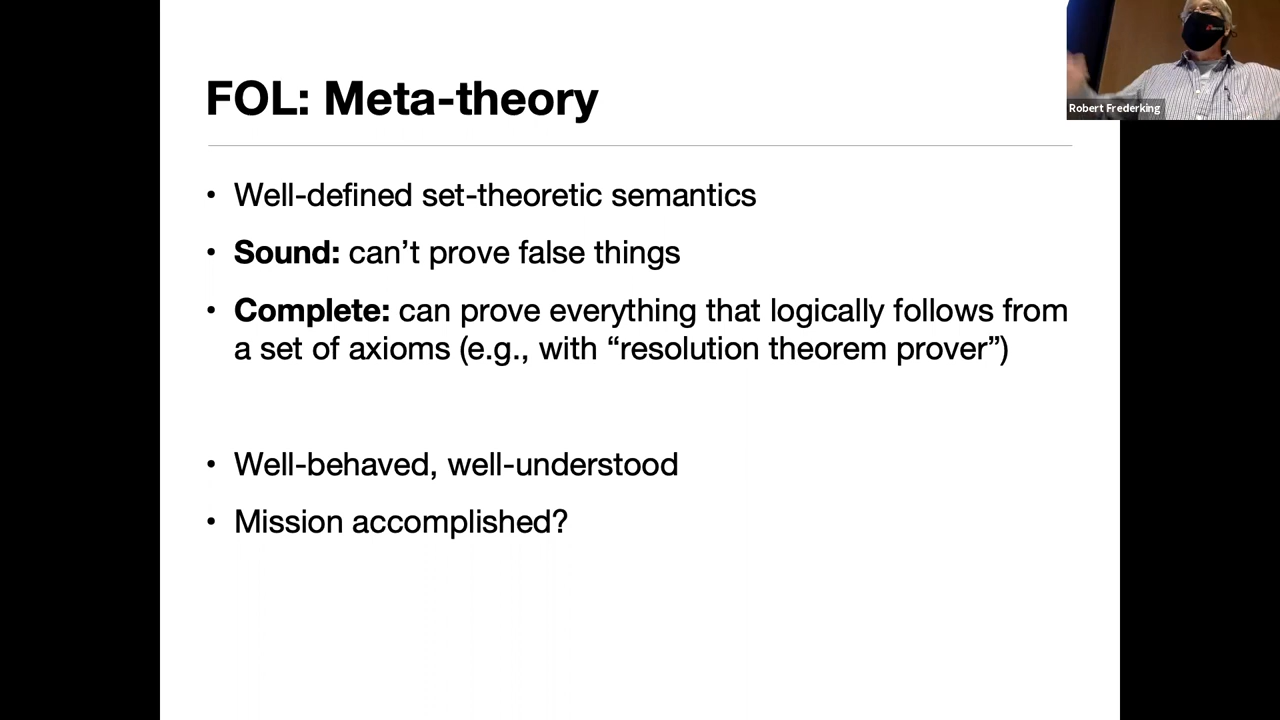 FOL: Meta-theory
Robert Frederking
• Well-defined set-theoretic semantics
• Sound: can’t prove false things
• Complete: can prove everything that logically follows from
a set of axioms (e.g., with “resolution theorem prover”)
• Well-behaved, well-understood
• Mission accomplished?